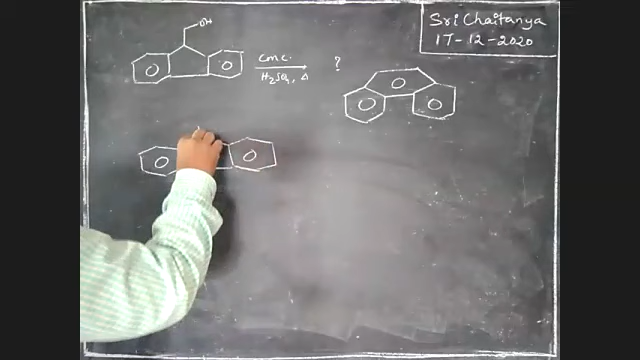 Sri Chaitanya
17-12-2020
OH
Conc.
H₂SO₄, Δ
?